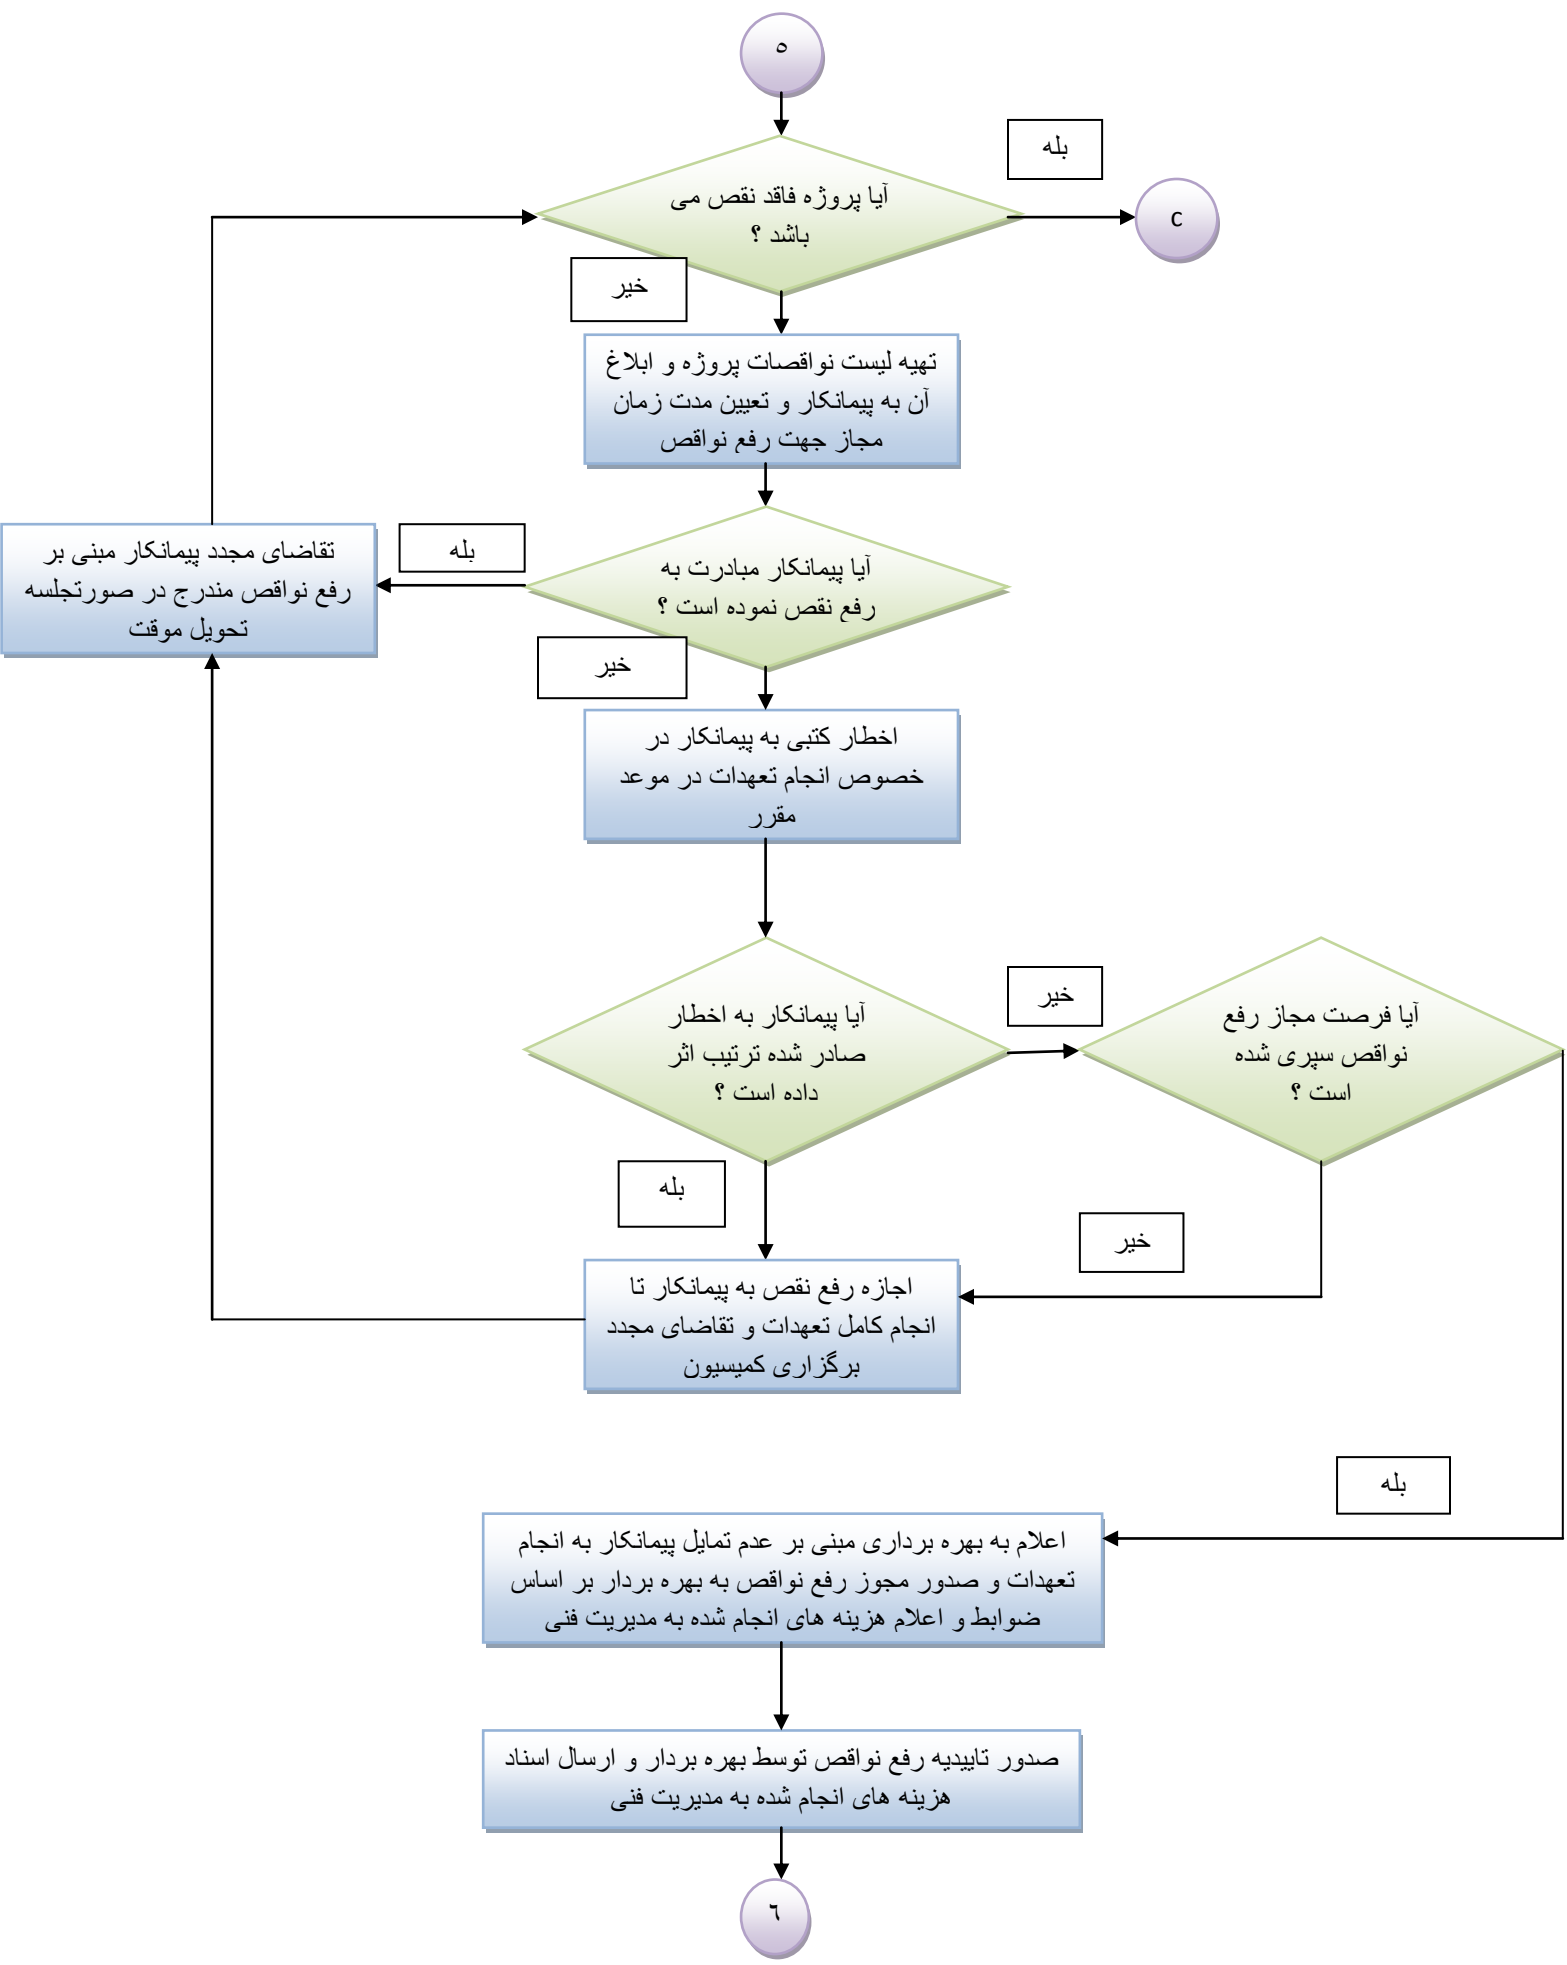 ٥
بله
آیا پروژه فاقد نقص می
باشد ؟
c
خیر
تهیه لیست نواقصات پروژه و ابلاغ
آن به پیمانکار و تعیین مدت زمان
مجاز جهت رفع نواقص
بله
تقاضای مجدد پیمانکار مبنی بر
رفع نواقص مندرج در صورتجلسه
تحویل موقت
آیا پیمانکار مبادرت به
رفع نقص نموده است ؟
خیر
اخطار کتبی به پیمانکار در
خصوص انجام تعهدات در موعد
مقرر
خیر
آیا پیمانکار به اخطار
صادر شده ترتیب اثر
داده است ؟
آیا فرصت مجاز رفع
نواقص سپری شده
است ؟
بله
خیر
اجازه رفع نقص به پیمانکار تا
انجام کامل تعهدات و تقاضای مجدد
برگزاری کمیسیون
بله
اعلام به بهره برداری مبنی بر عدم تمایل پیمانکار به انجام
تعهدات و صدور مجوز رفع نواقص به بهره بردار بر اساس
ضوابط و اعلام هزینه های انجام شده به مدیریت فنی
صدور تاییدیه رفع نواقص توسط بهره بردار و ارسال اسناد
هزینه های انجام شده به مدیریت فنی
٦